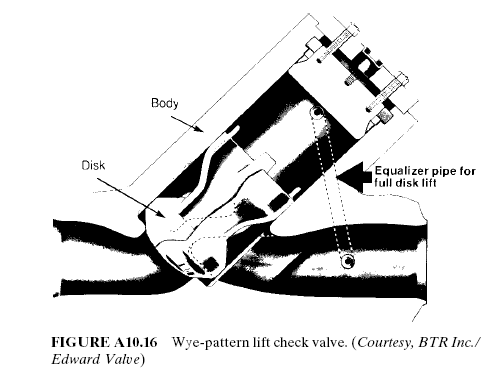 Body
Disk
Equalizer pipe for
full disk lift
FIGURE A10.16 Wye-pattern lift check valve. (Courtesy, BTR Inc./
Edward Valve)